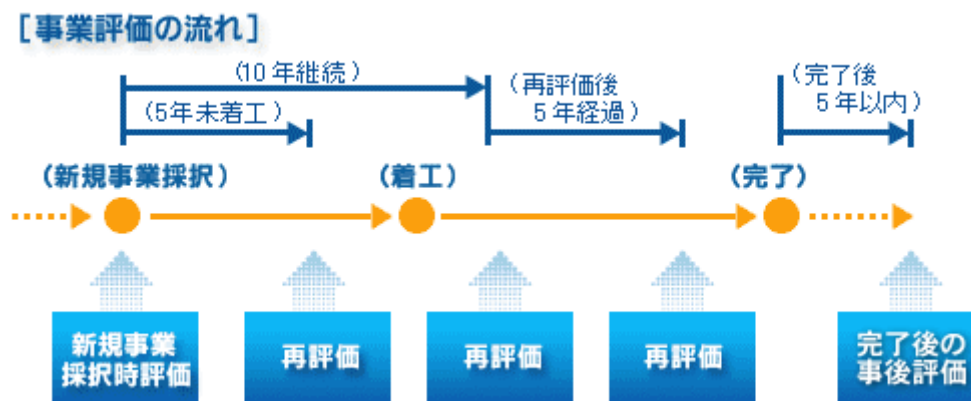 [事業評価の流れ]
(10年継続)
(5年未着工)
(再評価後
5年経過)
(完了後
5年以内)
(新規事業採択)
(着工)
(完了)
新規事業
採択時評価
再評価
再評価
再評価
完了後の
事後評価